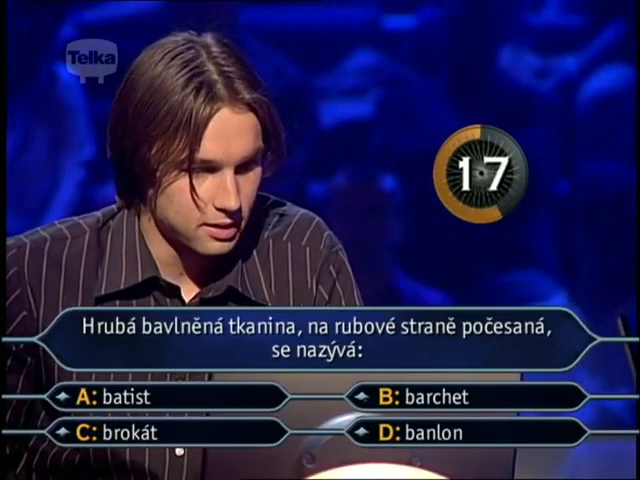 Telka
17
Hrubá bavlněná tkanina, na rubové straně počesaná,
se nazývá:
A: batist
B: barchet
C: brokát
D: banlon